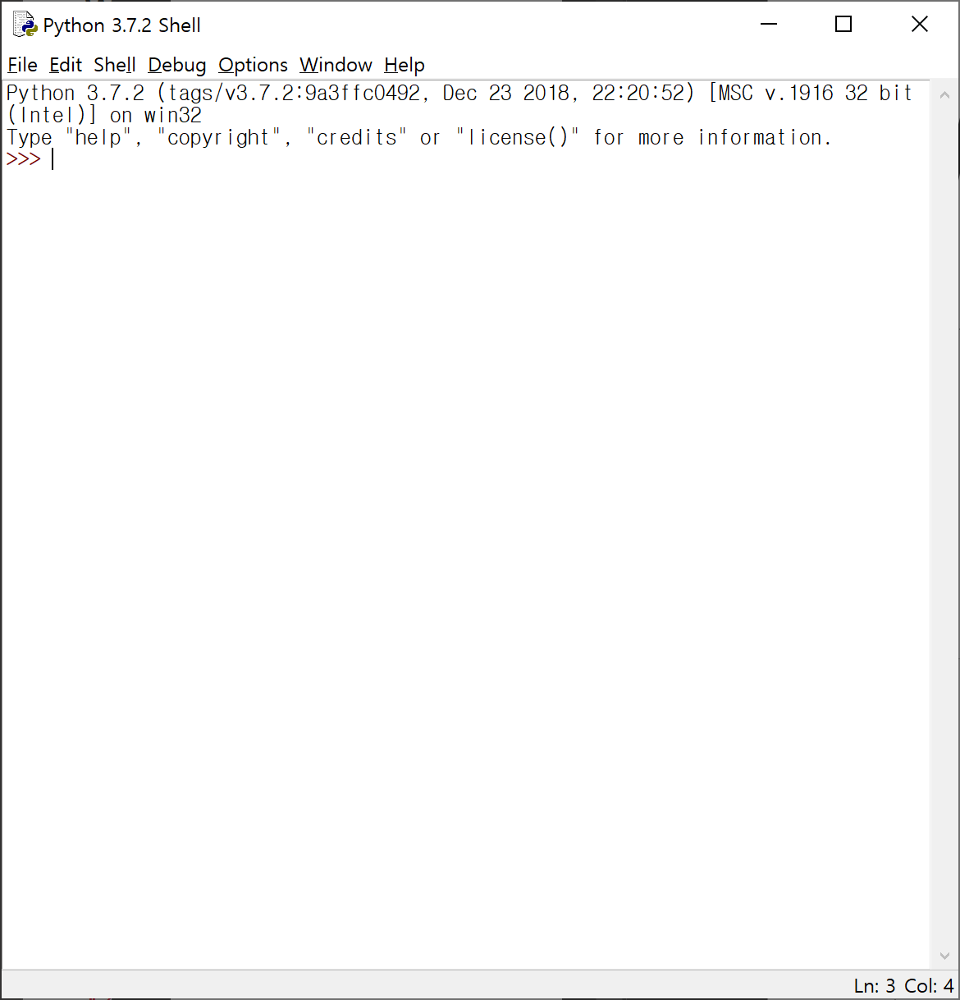 Python 3.7.2 Shell
File Edit Shell Debug Options Window Help
Python 3.7.2 (tags/v3.7.2:9a3ffc0492, Dec 23 2018, 22:20:52) [MSC v.1916 32 bit
(Intel)] on win32
Type "help", "copyright", "credits" or "license()" for more information.
>>>
Ln: 3 Col: 4